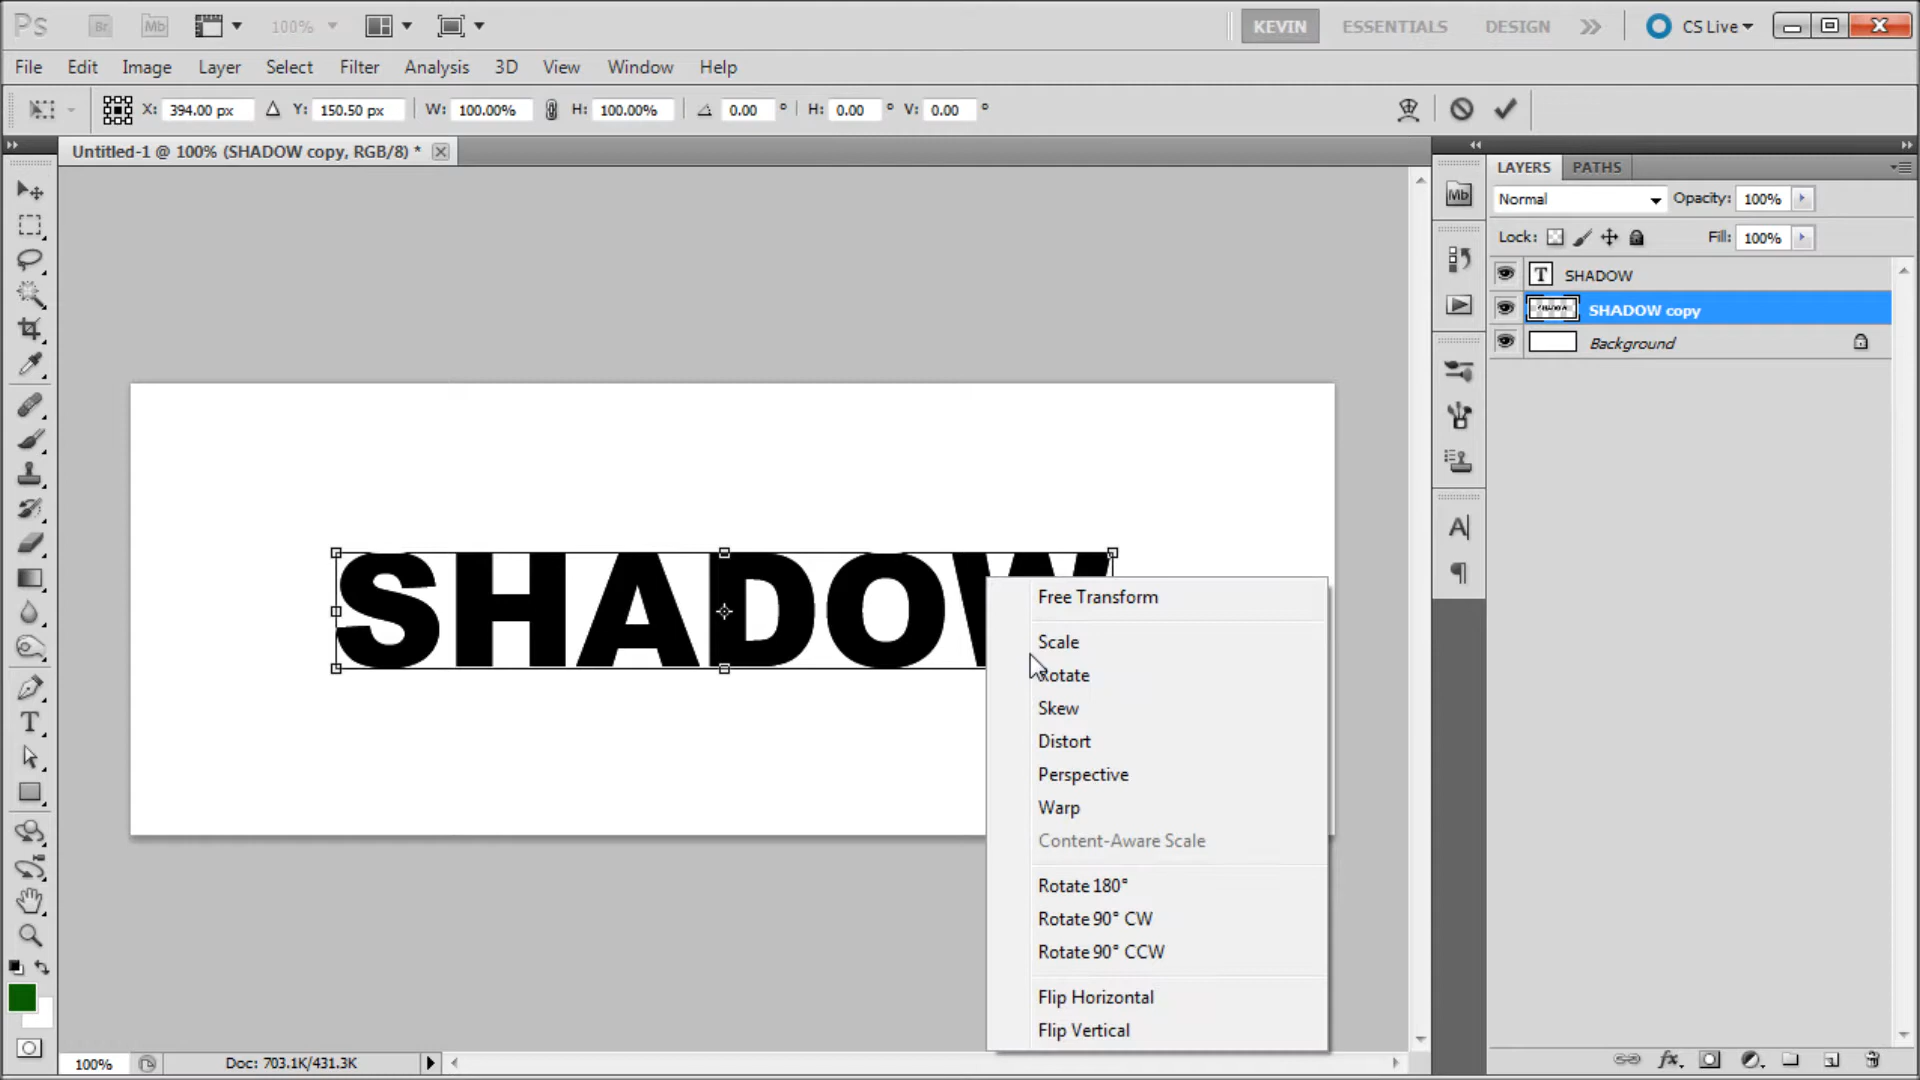 Ps Br Mb 100% KEVIN ESSENTIALS DESIGN CS Live
File Edit Image Layer Select Filter Analysis 3D View Window Help
X: 394.00 px Y: 150.50 px W: 100.00% H: 100.00% 0.00 ° H: 0.00 ° V: 0.00 °
Untitled-1 @ 100% (SHADOW copy, RGB/8) *
LAYERS PATHS
Mb
Normal Opacity: 100%
Lock: Fill: 100%
T SHADOW
SHADOW copy
Background
SHADOW
Free Transform
Scale
Rotate
Skew
Distort
Perspective
Warp
Content-Aware Scale
Rotate 180°
Rotate 90° CW
Rotate 90° CCW
Flip Horizontal
Flip Vertical
100% Doc: 703.1K/431.3K